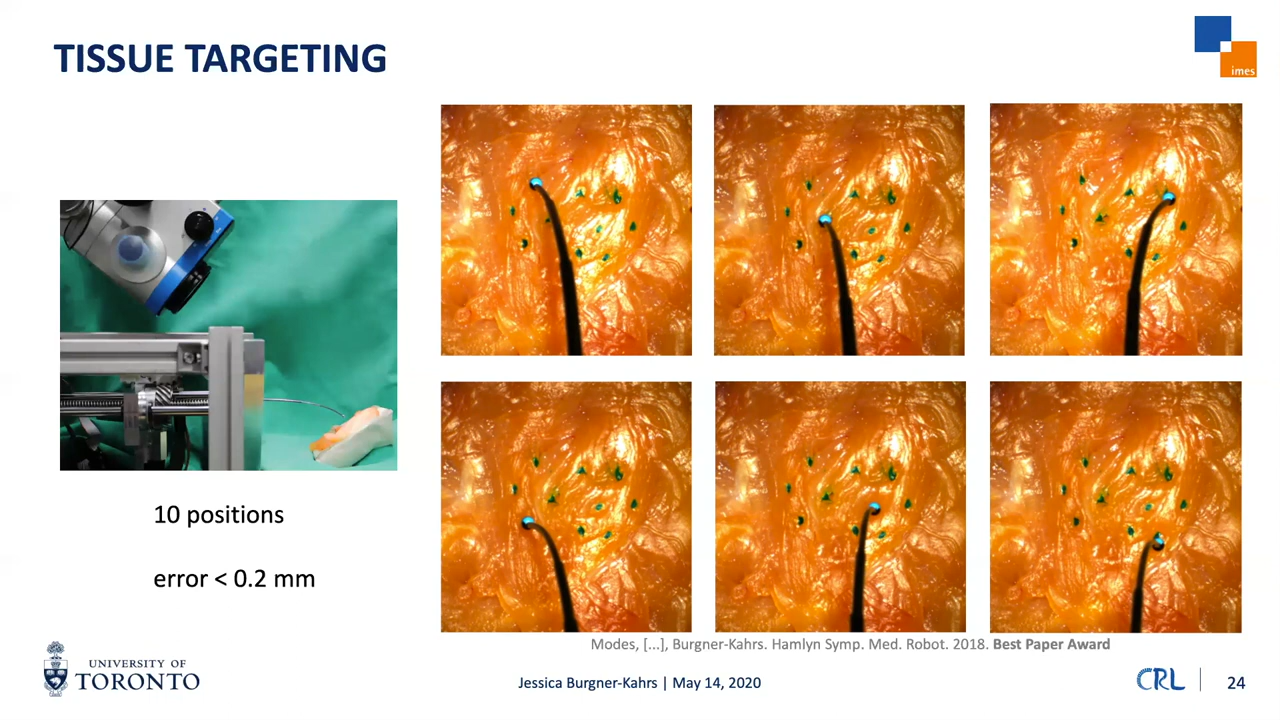 TISSUE TARGETING
imes
10 positions
error < 0.2 mm
Modes, [...], Burgner-Kahrs. Hamlyn Symp. Med. Robot. 2018. Best Paper Award
UNIVERSITY OF
TORONTO
Jessica Burgner-Kahrs | May 14, 2020
CRL
24